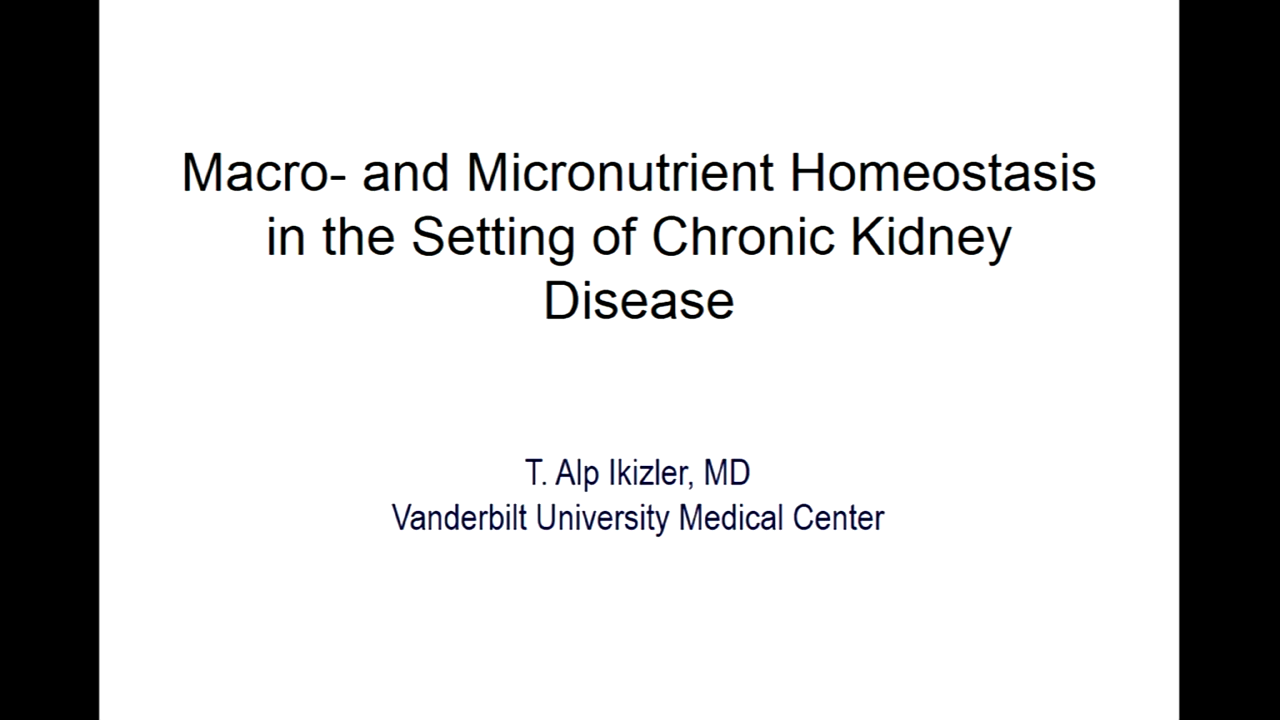 Macro- and Micronutrient Homeostasis
in the Setting of Chronic Kidney
Disease
T. Alp Ikizler, MD
Vanderbilt University Medical Center